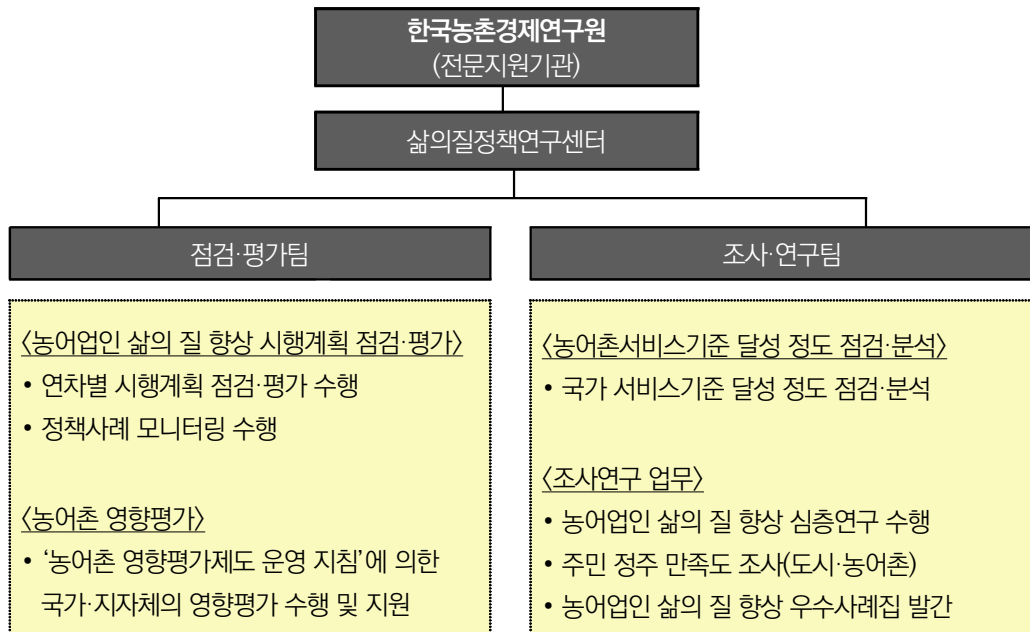 한국농촌경제연구원
(전문지원기관)
삶의질정책연구센터
점검·평가팀
〈농어업인 삶의 질 향상 시행계획 점검·평가〉
• 연차별 시행계획 점검·평가 수행
• 정책사례 모니터링 수행
〈농어촌 영향평가〉
• ‘농어촌 영향평가제도 운영 지침’에 의한
국가·지자체의 영향평가 수행 및 지원
조사·연구팀
〈농어촌서비스기준 달성 정도 점검·분석〉
• 국가 서비스기준 달성 정도 점검·분석
〈조사연구 업무〉
• 농어업인 삶의 질 향상 심층연구 수행
• 주민 정주 만족도 조사(도시·농어촌)
• 농어업인 삶의 질 향상 우수사례집 발간